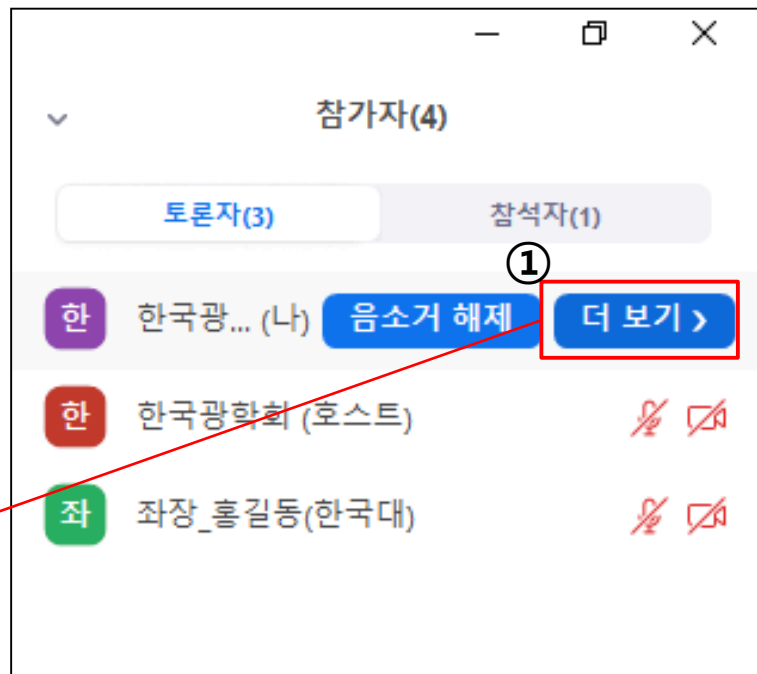 참가자(4)
토론자(3) 참석자(1)
①
한 한국광... (나) 음소거 해제 더 보기 >
한 한국광학회 (호스트)
좌 좌장_홍길동(한국대)